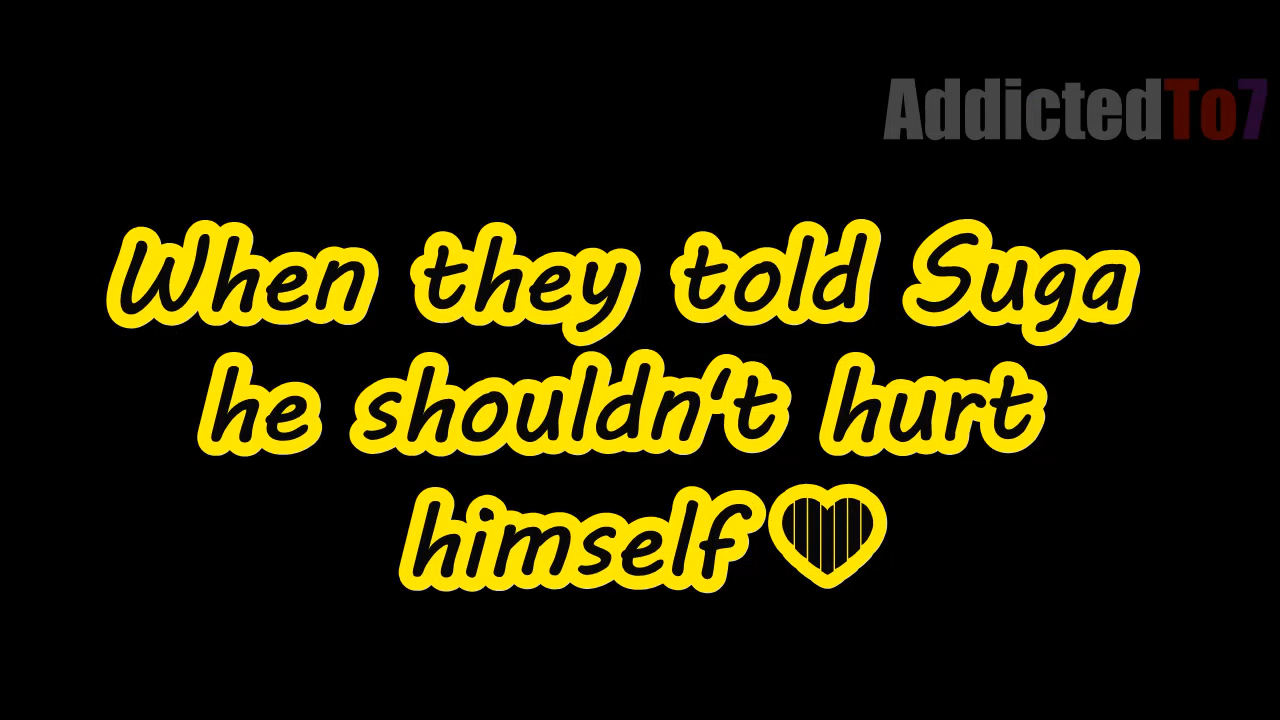 AddictedTo7
When they told Suga
he shouldn't hurt
himself♥